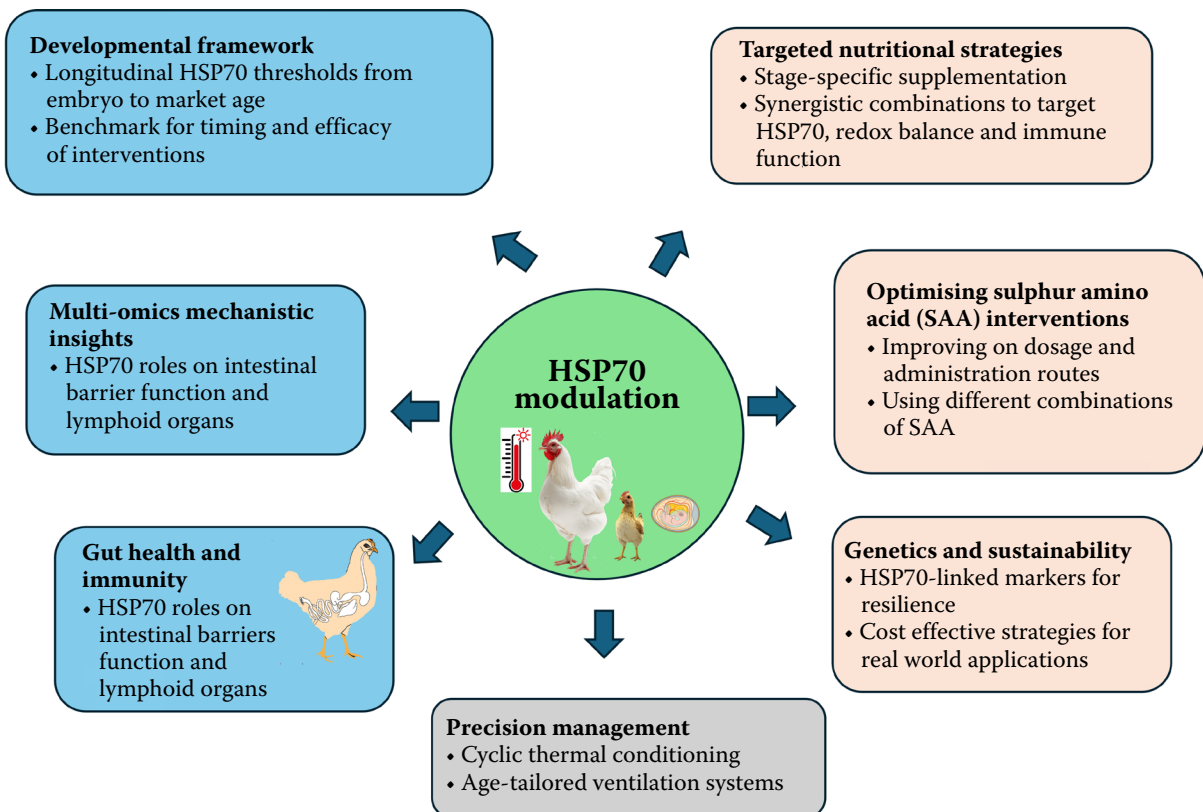 Developmental framework
• Longitudinal HSP70 thresholds from
embryo to market age
• Benchmark for timing and efficacy
of interventions
Targeted nutritional strategies
• Stage-specific supplementation
• Synergistic combinations to target
HSP70, redox balance and immune
function
Multi-omics mechanistic
insights
• HSP70 roles on intestinal
barrier function and
lymphoid organs
HSP70
modulation
Optimising sulphur amino
acid (SAA) interventions
• Improving on dosage and
administration routes
• Using different combinations
of SAA
Gut health and
immunity
• HSP70 roles on
intestinal barriers
function and
lymphoid organs
Genetics and sustainability
• HSP70-linked markers for
resilience
• Cost effective strategies for
real world applications
Precision management
• Cyclic thermal conditioning
• Age-tailored ventilation systems